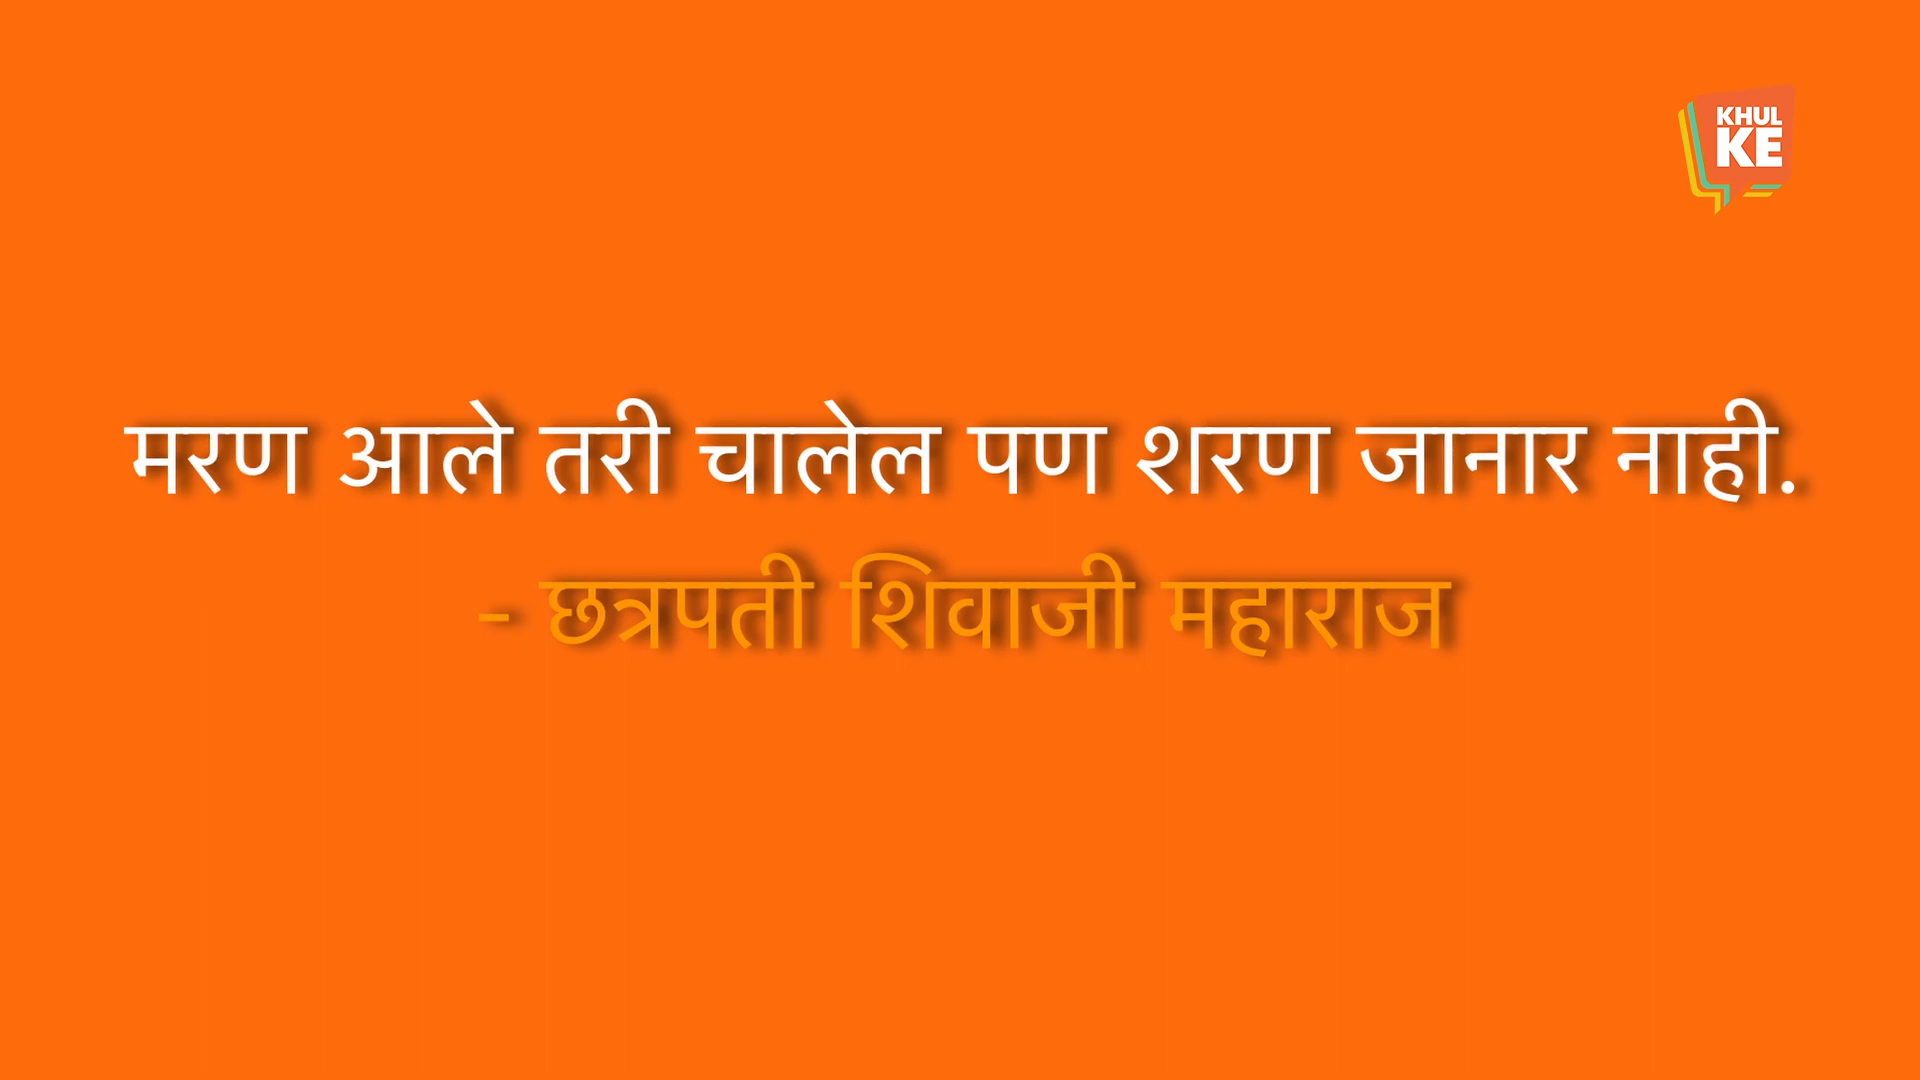 KHUL
KE
मरण आले तरी चालेल पण शरण जानार नाही.
- छत्रपती शिवाजी महाराज